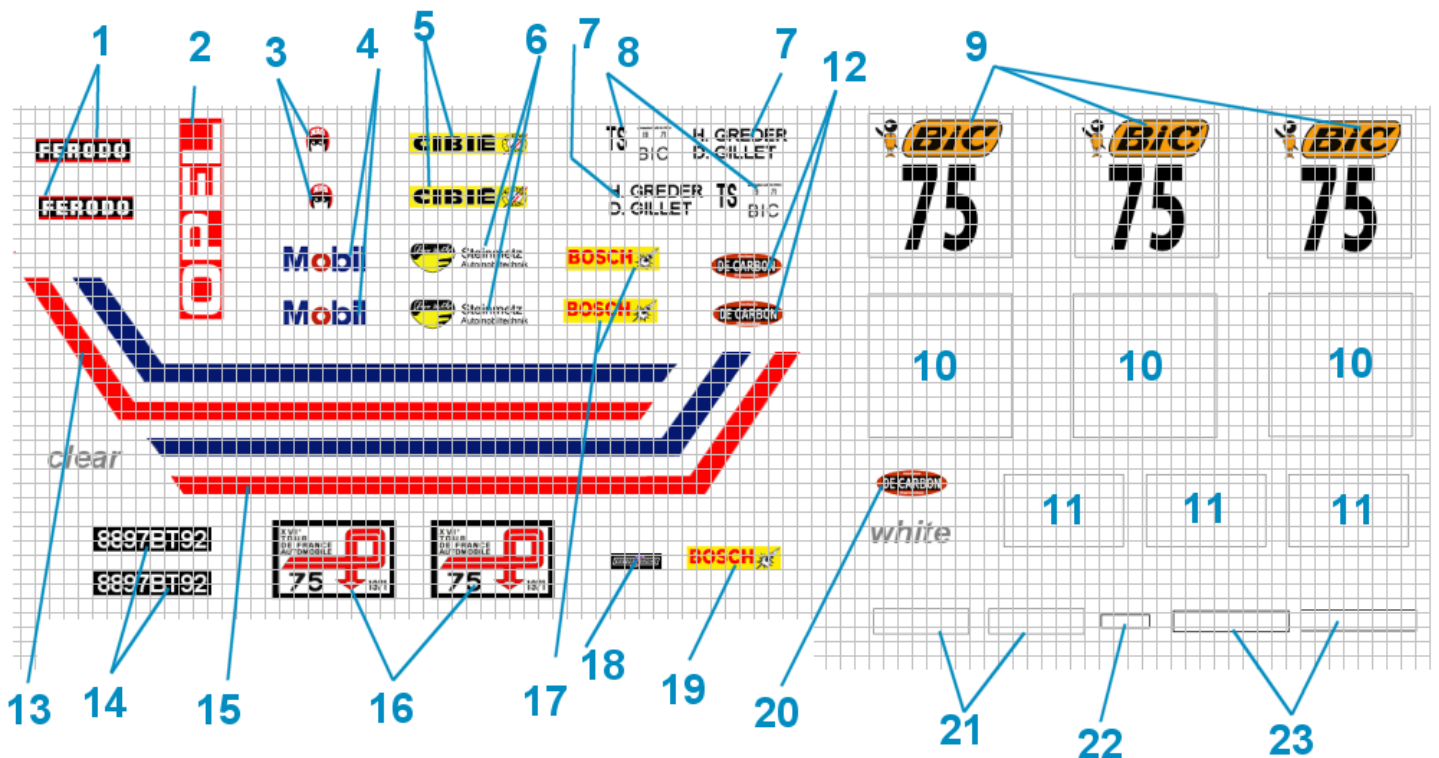 1
2
3
4
5
6
7
8
7
12
9
FERODO
FERODO
OPEL
CIBIE
CIBIE
TS
BIC
H. GREDER
D. GILLET
H. GREDER
D. GILLET
TS
BIC
BIC
BIC
BIC
75
75
75
Mobil
Mobil
Steinmetz
Automobiltechnik
Steinmetz
Automobiltechnik
BOSCH
BOSCH
DE CARBON
DE CARBON
10
10
10
clear
DE CARBON
white
11
11
11
8897BT92
8897BT92
XVIe
TOUR
DE FRANCE
AUTOMOBILE
75
XVIe
TOUR
DE FRANCE
AUTOMOBILE
75
BOSCH
13
14
15
16
17
18
19
20
21
22
23